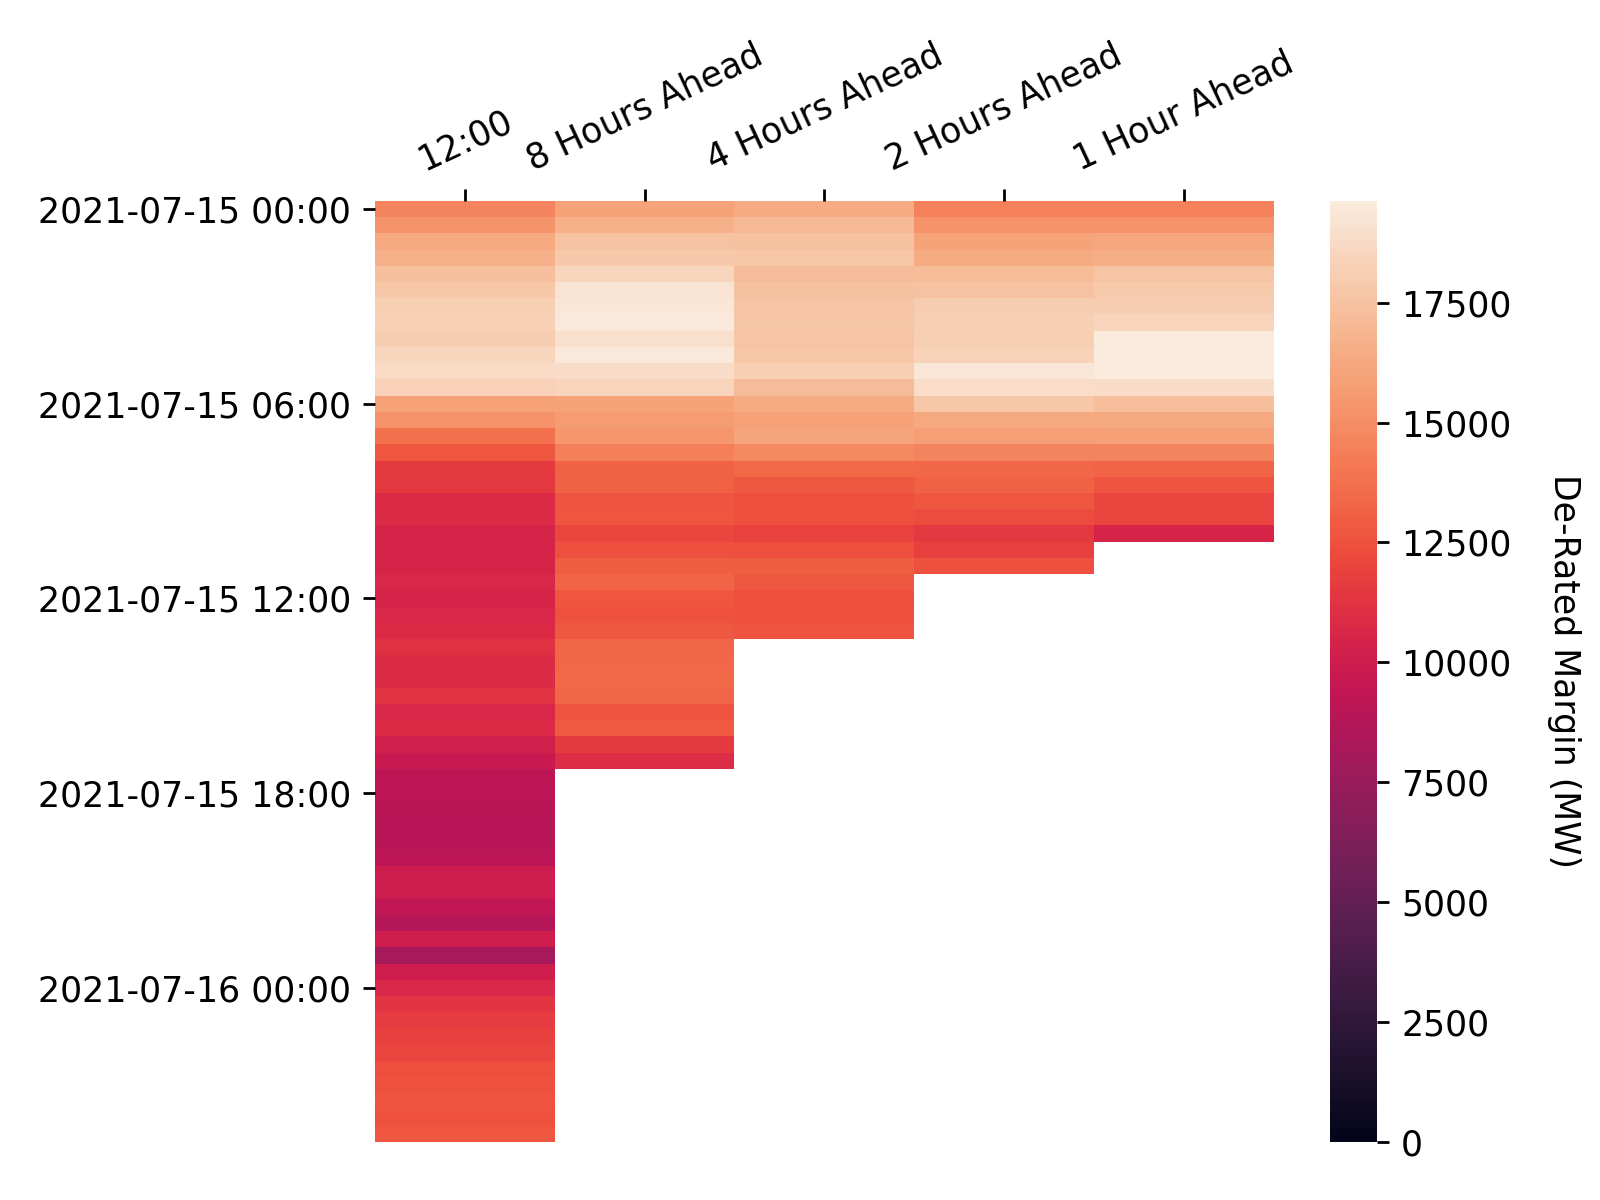 12:00
8 Hours Ahead
4 Hours Ahead
2 Hours Ahead
1 Hour Ahead
2021-07-15 00:00
2021-07-15 06:00
2021-07-15 12:00
2021-07-15 18:00
2021-07-16 00:00
17500
15000
12500
10000
7500
5000
2500
0
De-Rated Margin (MW)